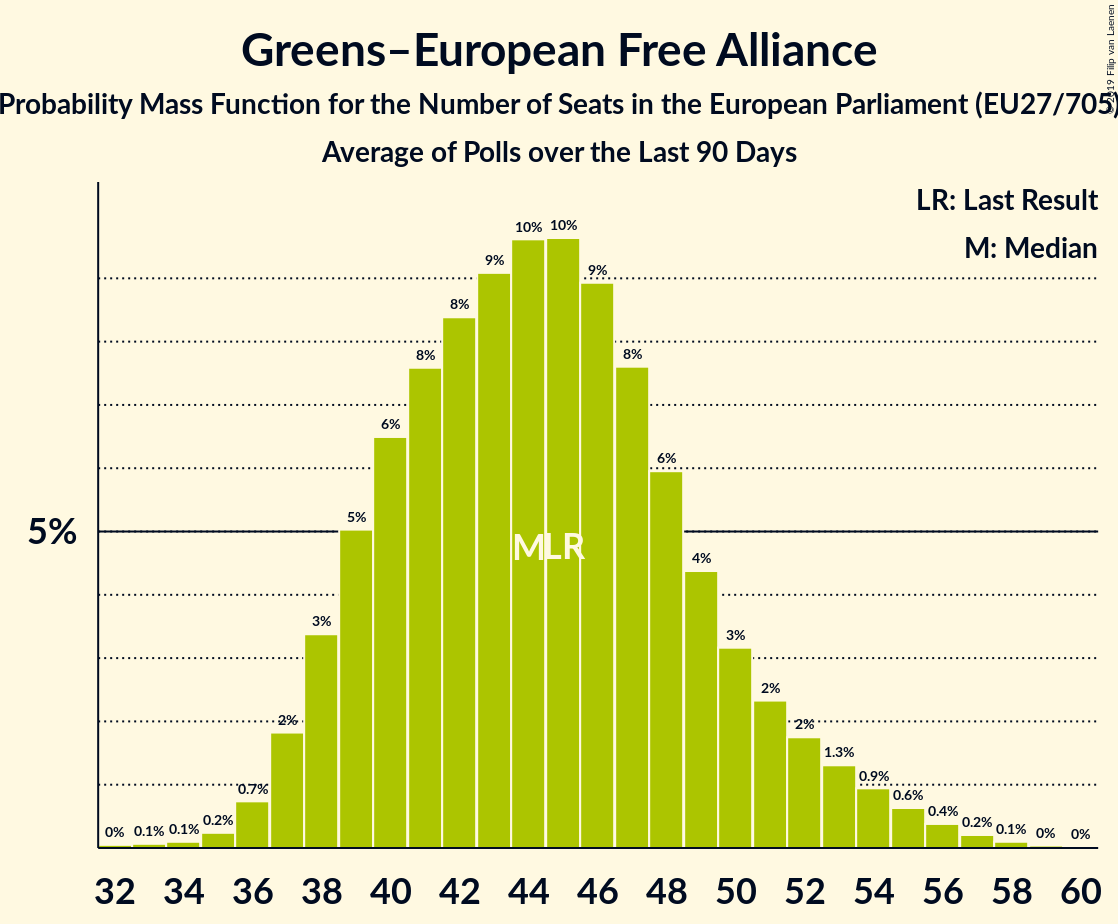 Greens–European Free Alliance
Probability Mass Function for the Number of Seats in the European Parliament (EU27/705)
Average of Polls over the Last 90 Days
© 2019 Filip van Laenen
LR: Last Result
M: Median
5%
0% 0.1% 0.1% 0.2% 0.7% 2% 3% 5% 6% 8% 8% 9% 10% 10% 9% 8% 6% 4% 3% 2% 2% 1.3% 0.9% 0.6% 0.4% 0.2% 0.1% 0% 0%
M LR
32 34 36 38 40 42 44 46 48 50 52 54 56 58 60